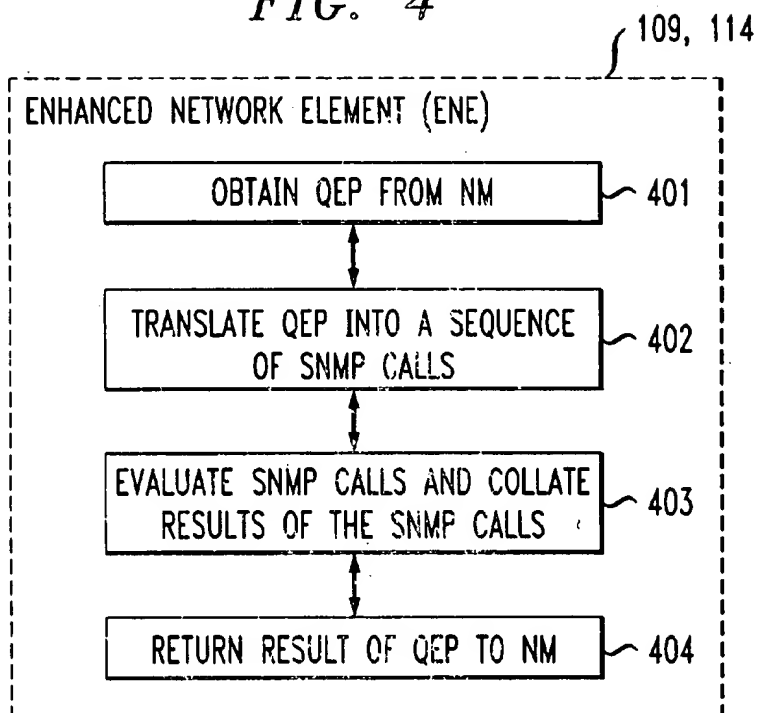 FIG. 4
109, 114
ENHANCED NETWORK ELEMENT (ENE)
OBTAIN QEP FROM NM
401
TRANSLATE QEP INTO A SEQUENCE
OF SNMP CALLS
402
EVALUATE SNMP CALLS AND COLLATE
RESULTS OF THE SNMP CALLS
403
RETURN RESULT OF QEP TO NM
404